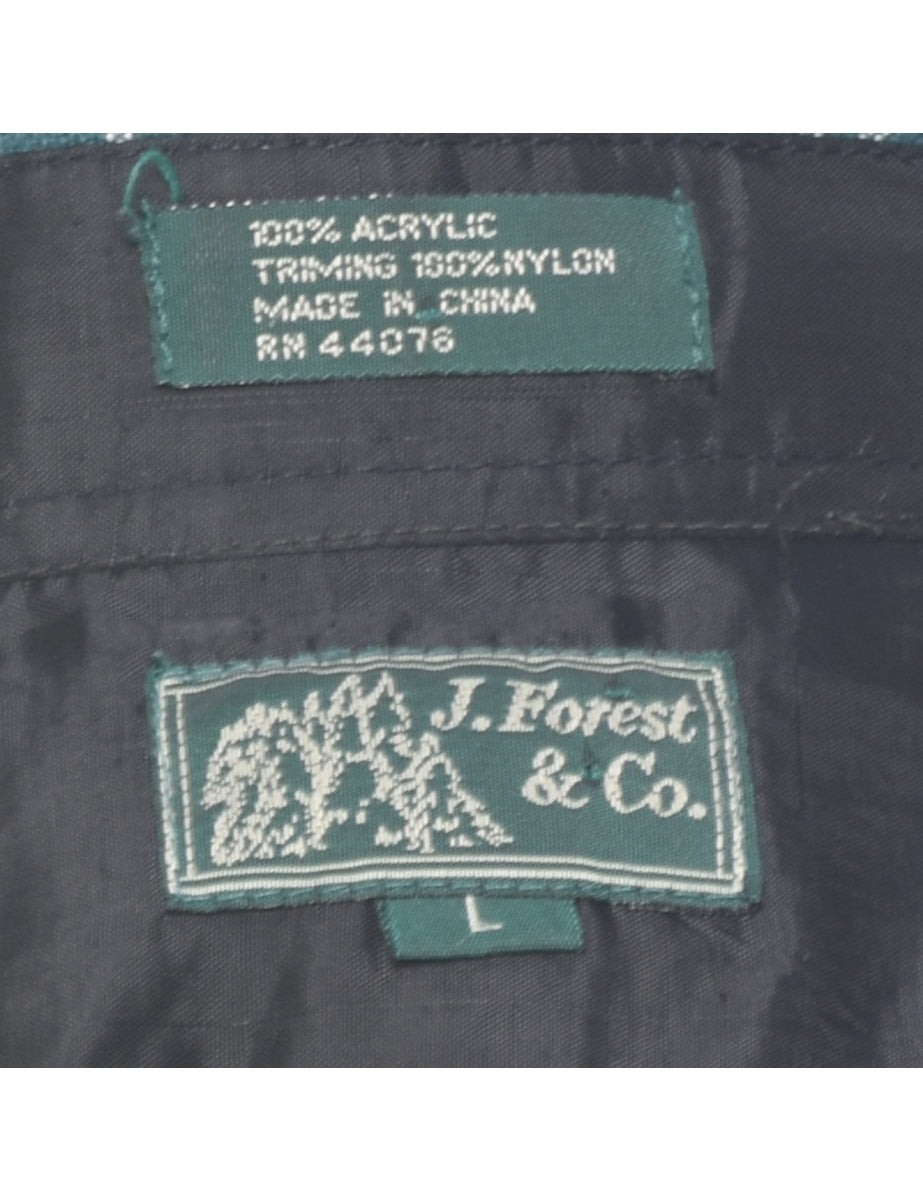 100% ACRYLIC
TRIMING 100% NYLON
MADE IN CHINA
RN 44076
J. Forest
& Co.
L